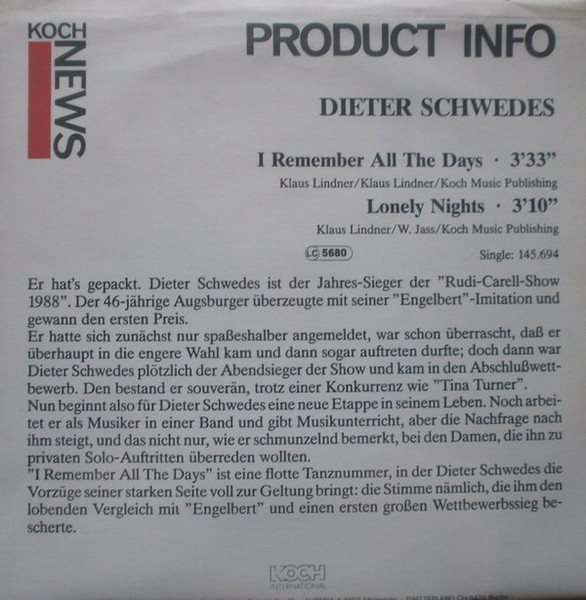 KOCH
NEWS
PRODUCT INFO
DIETER SCHWEDES
I Remember All The Days · 3’33”
Klaus Lindner/Klaus Lindner/Koch Music Publishing
Lonely Nights · 3’10”
Klaus Lindner/W. Jass/Koch Music Publishing
LC 5680
Single: 145.694
Er hat's gepackt. Dieter Schwedes ist der Jahres-Sieger der ”Rudi-Carell-Show
1988”. Der 46-jährige Augsburger überzeugte mit seiner ”Engelbert”-Imitation und
gewann den ersten Preis.
Er hatte sich zunächst nur spaßeshalber angemeldet, war schon überrascht, daß er
überhaupt in die engere Wahl kam und dann sogar auftreten durfte; doch dann war
Dieter Schwedes plötzlich der Abendsieger der Show und kam in den Abschlußwett-
bewerb. Den bestand er souverän, trotz einer Konkurrenz wie ”Tina Turner”.
Nun beginnt also für Dieter Schwedes eine neue Etappe in seinem Leben. Noch arbei-
tet er als Musiker in einer Band und gibt Musikunterricht, aber die Nachfrage nach
ihm steigt, und das nicht nur, wie er schmunzelnd bemerkt, bei den Damen, die ihn zu
privaten Solo-Auftritten überreden wollten.
”I Remember All The Days” ist eine flotte Tanznummer, in der Dieter Schwedes die
Vorzüge seiner starken Seite voll zur Geltung bringt: die Stimme nämlich, die ihm den
lobenden Vergleich mit ”Engelbert” und einen ersten großen Wettbewerbssieg be-
scherte.
KOCH
INTERNATIONAL